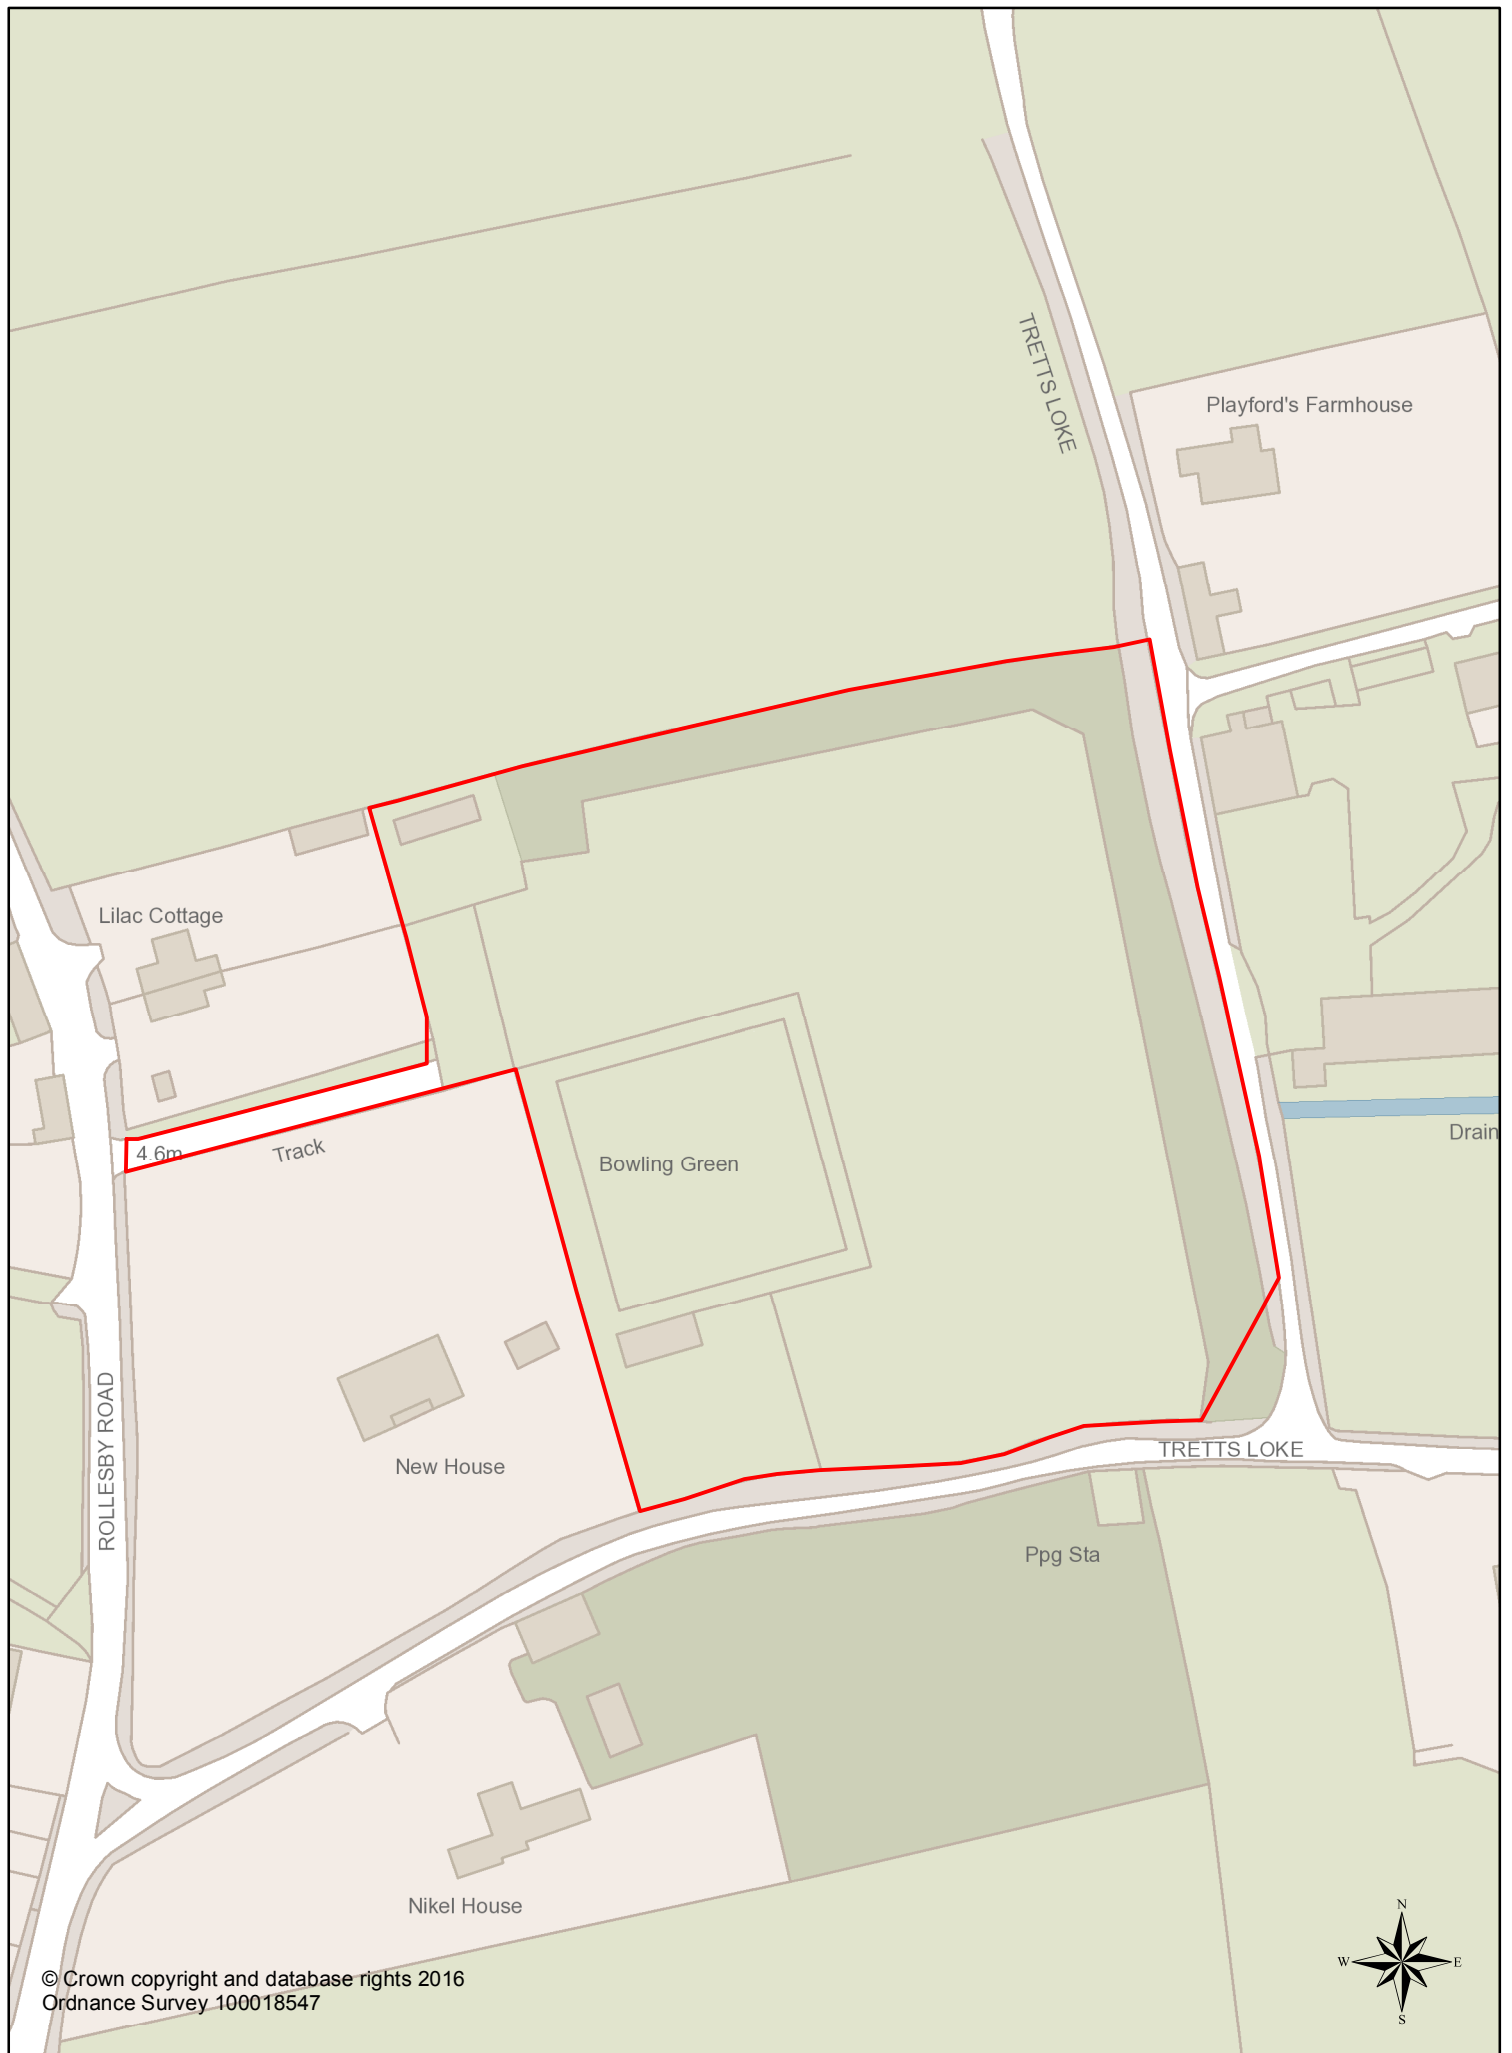 TRETTS LOKE
Playford's Farmhouse
Lilac Cottage
Drain
4.6m
Track
Bowling Green
ROLLESBY ROAD
TRETTS LOKE
New House
Ppg Sta
Nikel House
N
W
E
S
© Crown copyright and database rights 2016
Ordnance Survey 100018547